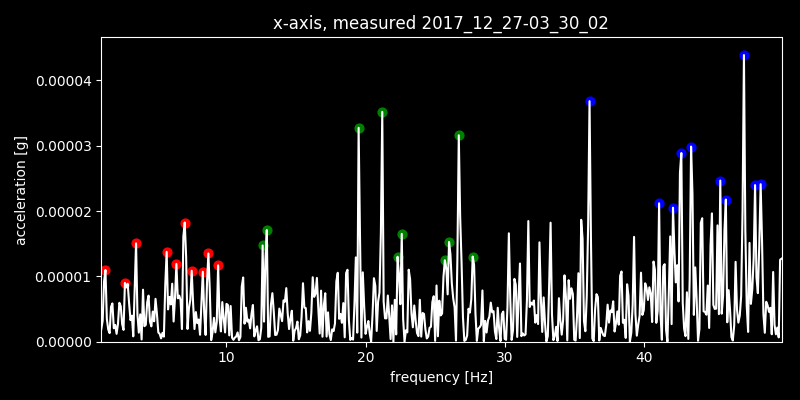 x-axis, measured 2017_12_27-03_30_02
0.00004
0.00003
0.00002
0.00001
0.00000
acceleration [g]
10 20 30 40
frequency [Hz]